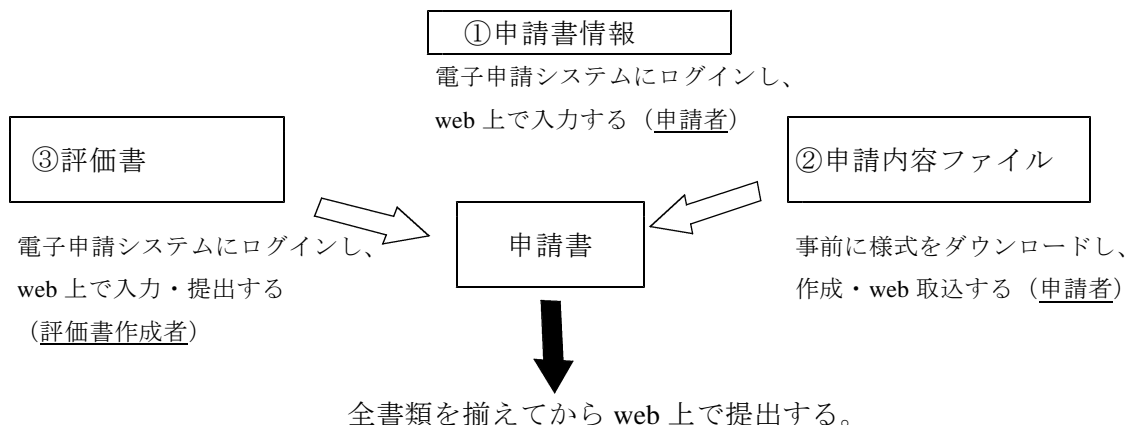 ①申請書情報
電子申請システムにログインし、
web 上で入力する（申請者）
③評価書
電子申請システムにログインし、
web 上で入力・提出する
（評価書作成者）
②申請内容ファイル
事前に様式をダウンロードし、
作成・web 取込する（申請者）
申請書
全書類を揃えてから web 上で提出する。